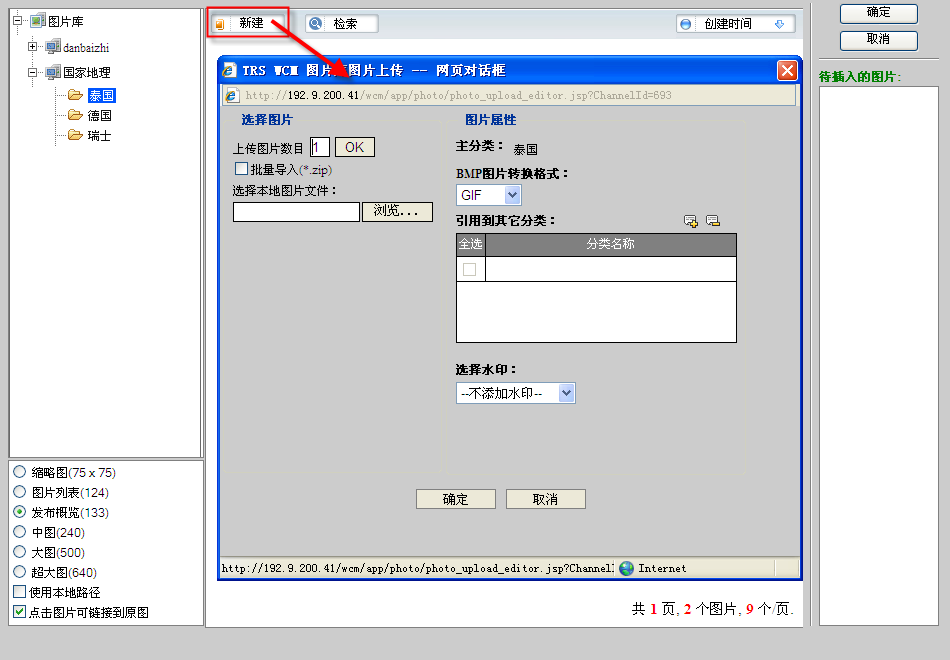 图片库
danbaizhi
国家地理
泰国
德国
瑞士
缩略图(75 x 75)
图片列表(124)
发布概览(133)
中图(240)
大图(500)
超大图(640)
使用本地路径
点击图片可链接到原图
新建
检索
创建时间
TRS WCM 图片 图片上传 -- 网页对话框
http://192.9.200.41/wcm/app/photo/photo_upload_editor.jsp?ChannelId=693
选择图片
上传图片数目 1 OK
批量导入(*.zip)
选择本地图片文件：
浏览...
图片属性
主分类： 泰国
BMP图片转换格式：
GIF
引用到其它分类：
全选 分类名称
选择水印：
--不添加水印--
确定 取消
http://192.9.200.41/wcm/app/photo/photo_upload_editor.jsp?Channel Internet
共 1 页, 2 个图片, 9 个/页.
确定
取消
待插入的图片: